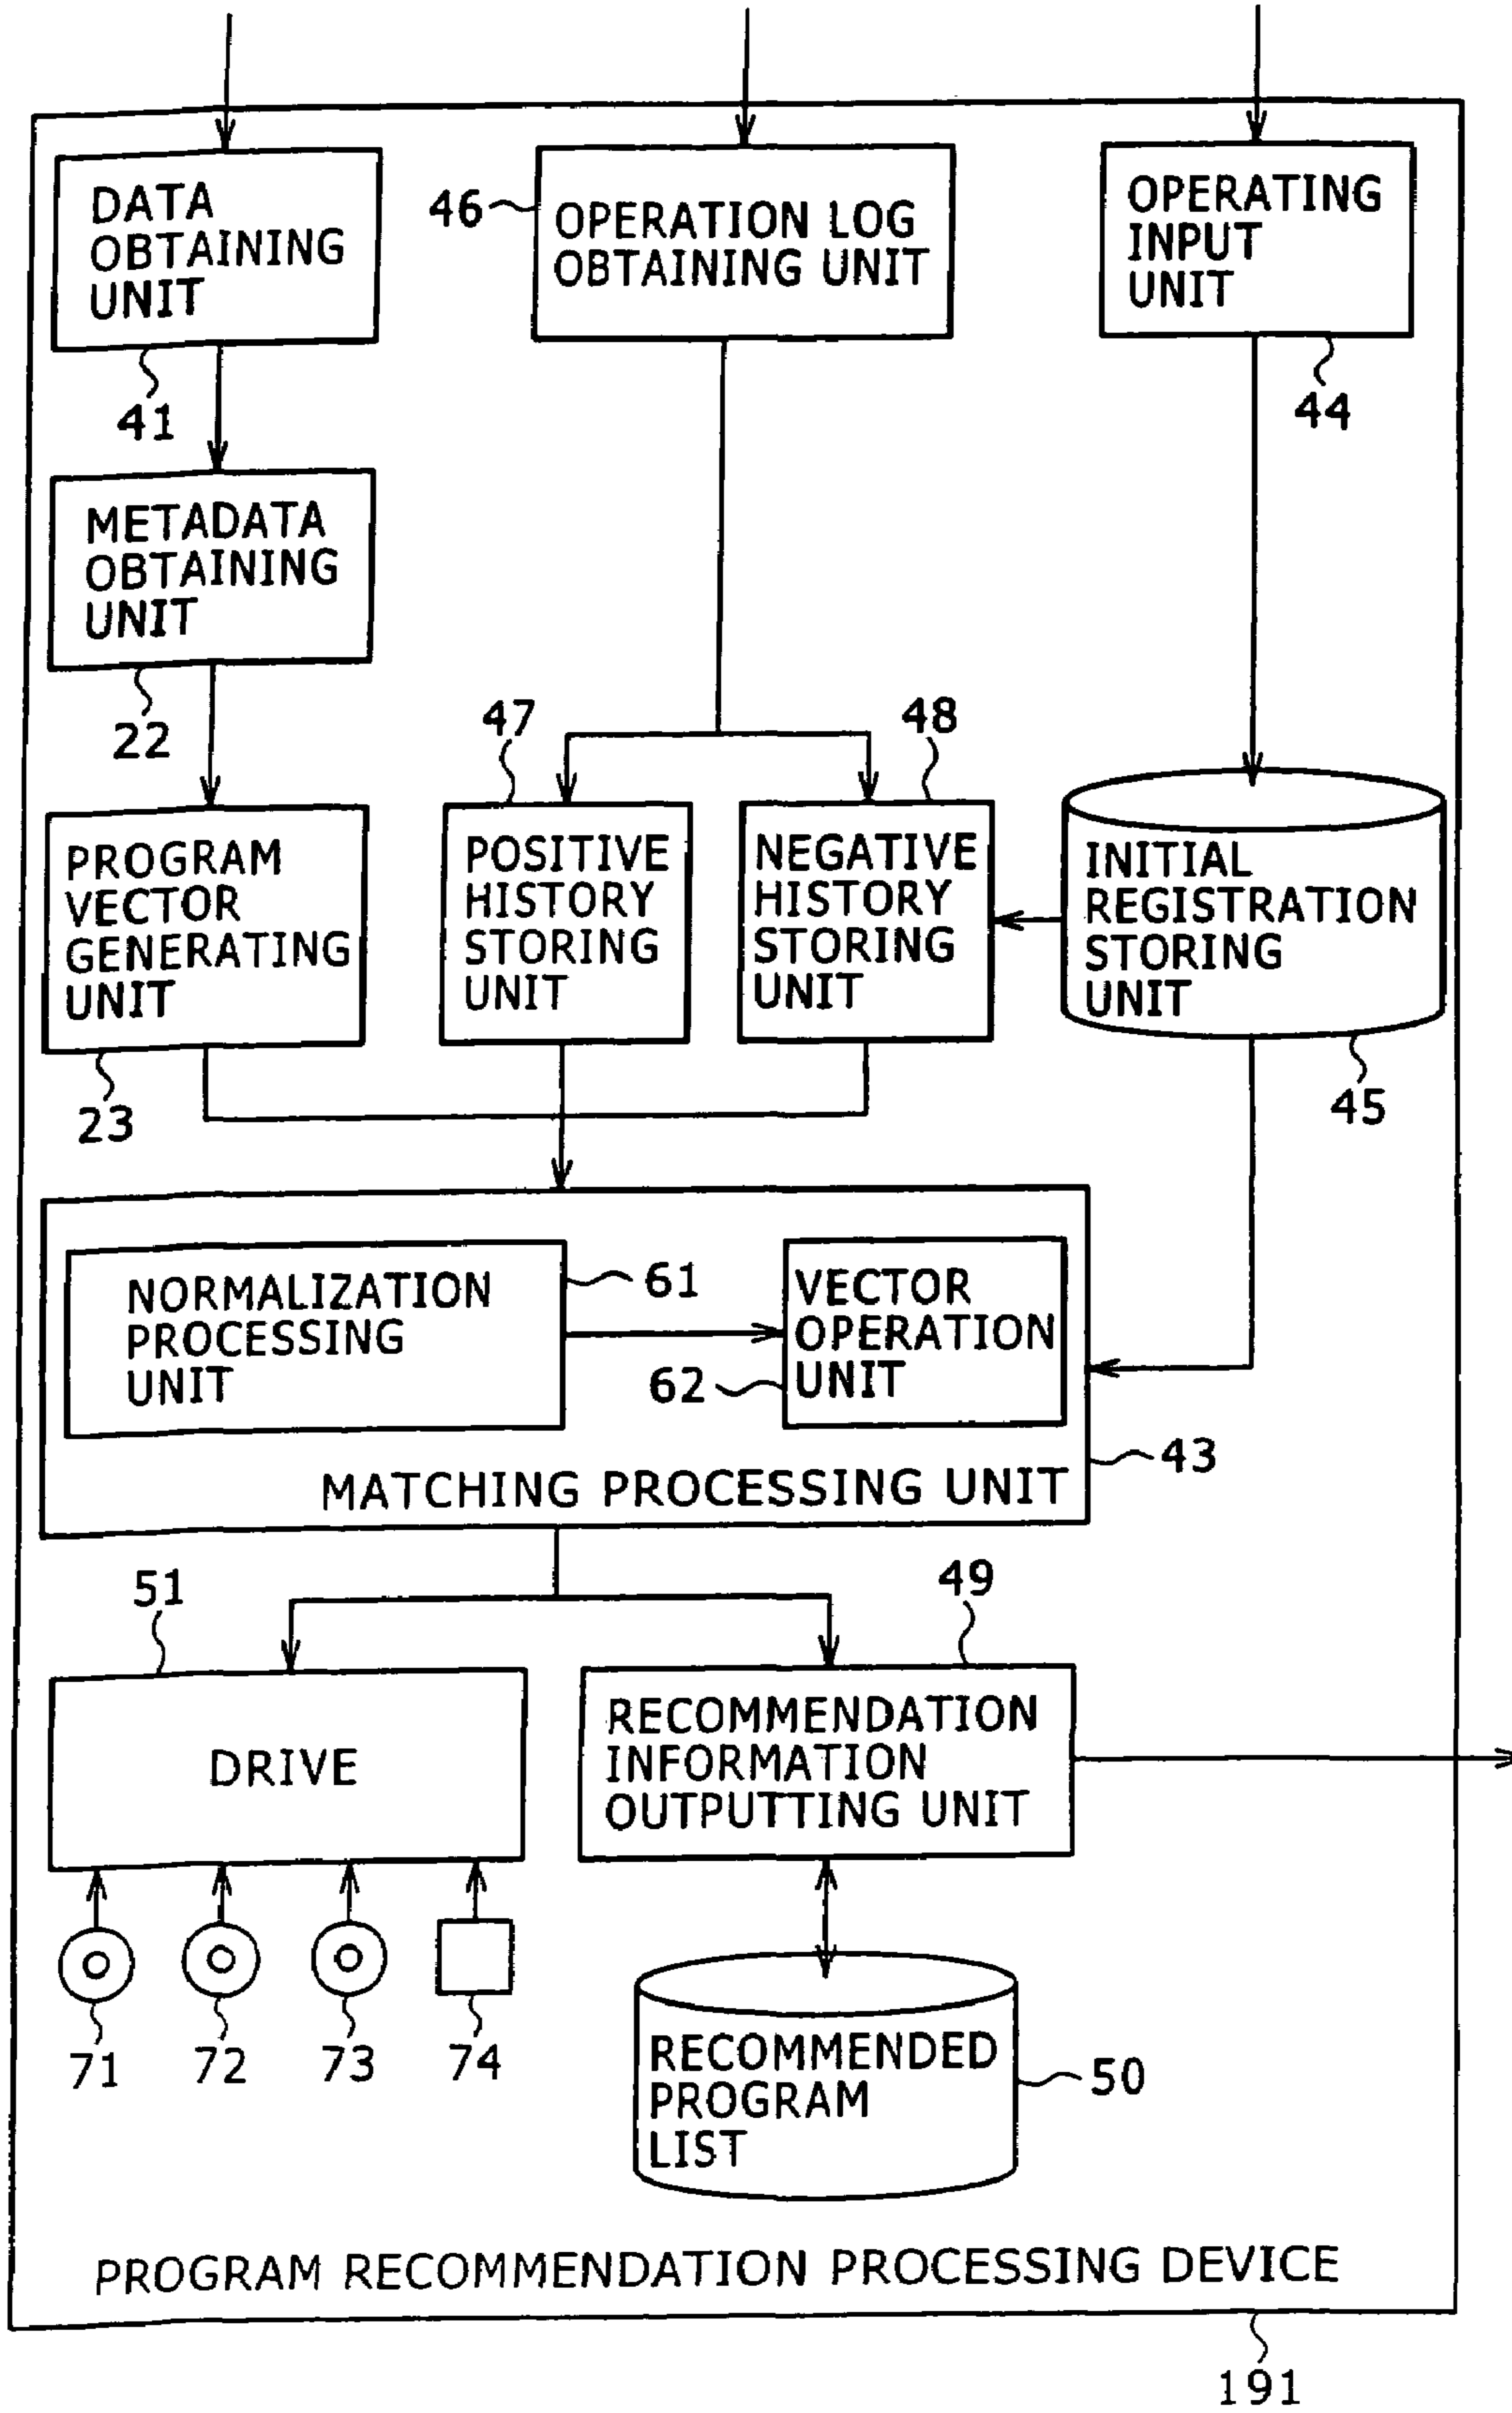 DATA
OBTAINING
UNIT
41
46
OPERATION LOG
OBTAINING UNIT
OPERATING
INPUT
UNIT
44
METADATA
OBTAINING
UNIT
22
47
48
PROGRAM
VECTOR
GENERATING
UNIT
23
POSITIVE
HISTORY
STORING
UNIT
NEGATIVE
HISTORY
STORING
UNIT
INITIAL
REGISTRATION
STORING
UNIT
45
NORMALIZATION
PROCESSING
UNIT
61
62
VECTOR
OPERATION
UNIT
43
MATCHING PROCESSING UNIT
51
49
DRIVE
RECOMMENDATION
INFORMATION
OUTPUTTING UNIT
71
72
73
74
RECOMMENDED
PROGRAM
LIST
50
PROGRAM RECOMMENDATION PROCESSING DEVICE
191